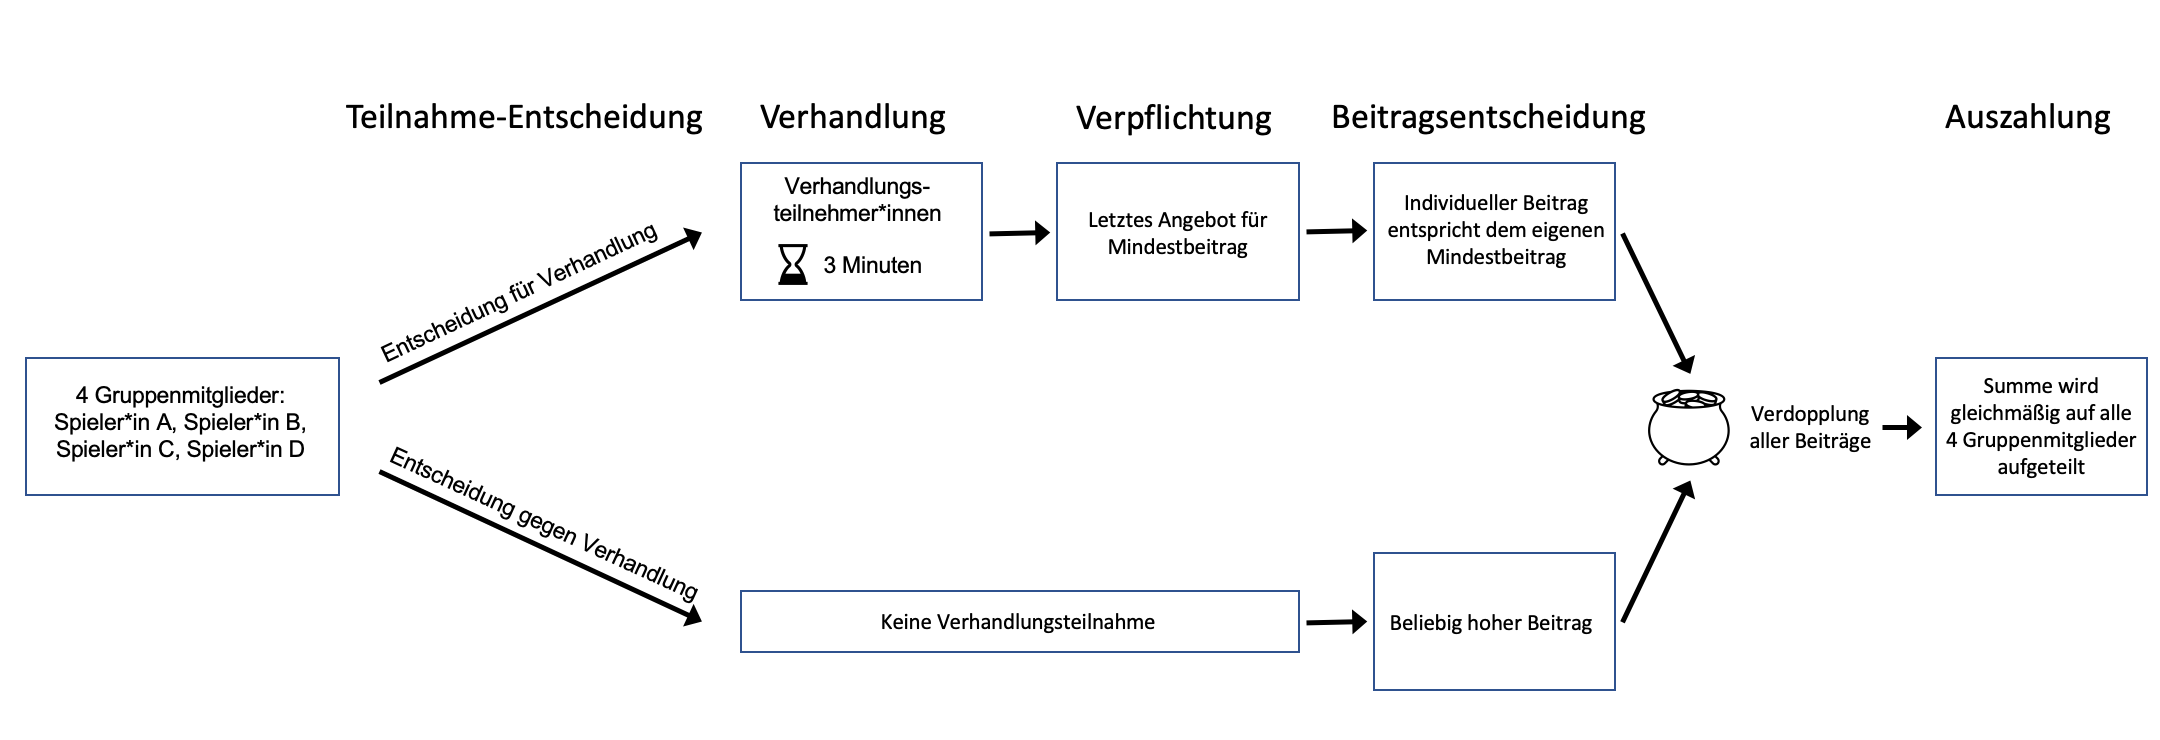 Teilnahme-Entscheidung
Verhandlung
Verpflichtung
Beitragsentscheidung
Auszahlung
4 Gruppenmitglieder:
Spieler*in A, Spieler*in B,
Spieler*in C, Spieler*in D
Entscheidung für Verhandlung
Verhandlungs-
teilnehmer*innen
3 Minuten
Letztes Angebot für
Mindestbeitrag
Individueller Beitrag
entspricht dem eigenen
Mindestbeitrag
Entscheidung gegen Verhandlung
Keine Verhandlungsteilnahme
Beliebig hoher Beitrag
Verdopplung
aller Beiträge
Summe wird
gleichmäßig auf alle
4 Gruppenmitglieder
aufgeteilt